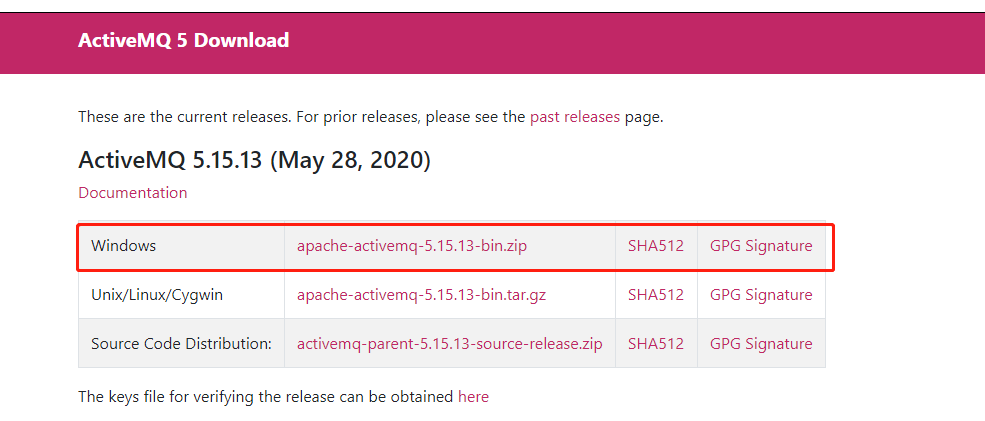 ActiveMQ 5 Download
These are the current releases. For prior releases, please see the past releases page.
ActiveMQ 5.15.13 (May 28, 2020)
Documentation
Windows apache-activemq-5.15.13-bin.zip SHA512 GPG Signature
Unix/Linux/Cygwin apache-activemq-5.15.13-bin.tar.gz SHA512 GPG Signature
Source Code Distribution: activemq-parent-5.15.13-source-release.zip SHA512 GPG Signature
The keys file for verifying the release can be obtained here